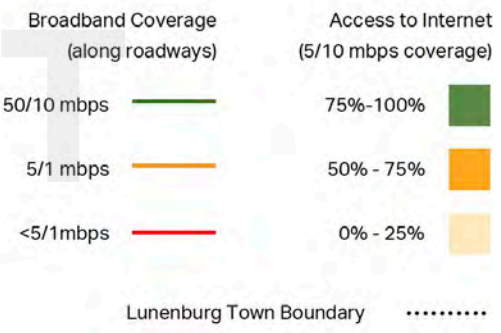 Broadband Coverage
(along roadways)
50/10 mbps
5/1 mbps
<5/1mbps
Access to Internet
(5/10 mbps coverage)
75%-100%
50% - 75%
0% - 25%
Lunenburg Town Boundary